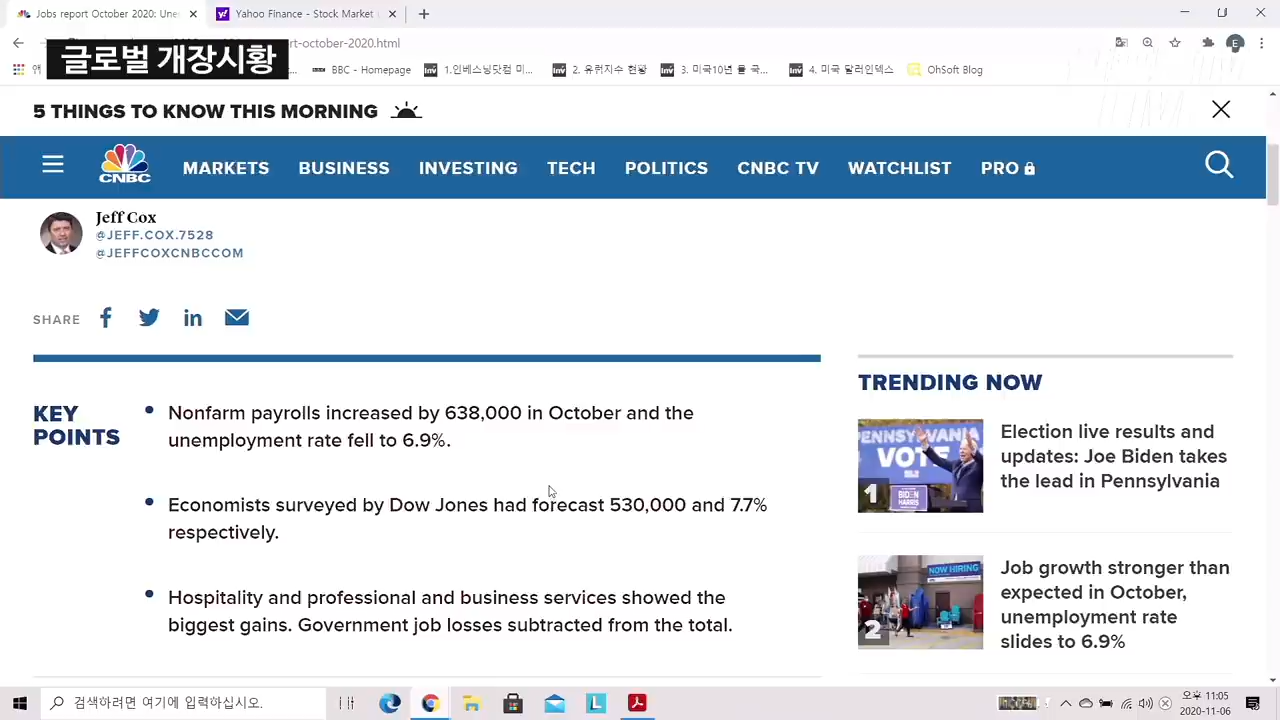 Jobs report October 2020: Une
Yahoo Finance - Stock Market
rt-october-2020.html
글로벌 개장시황
BBC - Homepage
1.인베스팅닷컴 미...
2. 유럽지수 현황
3. 미국10년 물 국...
4. 미국 달러인덱스
OhSoft Blog
5 THINGS TO KNOW THIS MORNING
CNBC
MARKETS
BUSINESS
INVESTING
TECH
POLITICS
CNBC TV
WATCHLIST
PRO
Jeff Cox
@JEFF.COX.7528
@JEFFCOXCNBCCOM
SHARE
KEY
POINTS
Nonfarm payrolls increased by 638,000 in October and the
unemployment rate fell to 6.9%.
Economists surveyed by Dow Jones had forecast 530,000 and 7.7%
respectively.
Hospitality and professional and business services showed the
biggest gains. Government job losses subtracted from the total.
TRENDING NOW
PENNSYLVANIA
VOTE
BIDEN
HARRIS
1
Election live results and
updates: Joe Biden takes
the lead in Pennsylvania
NOW HIRING
2
Job growth stronger than
expected in October,
unemployment rate
slides to 6.9%
검색하려면 여기에 입력하십시오.
오후 11:05
2020-11-06